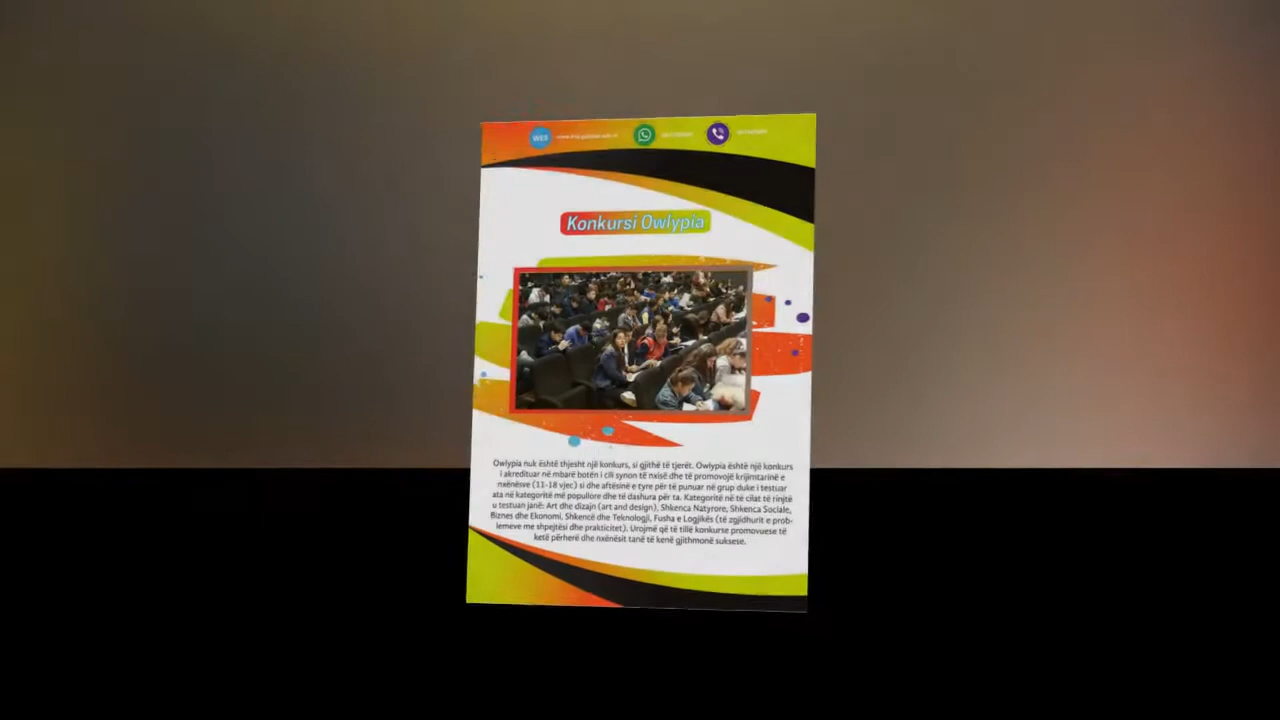 WEB
Konkursi Owlypia
Owlypia nuk është thjesht një konkurs, si gjithë të tjerët. Owlypia është një konkurs
i akredituar në mbarë botën i cili synon të nxisë dhe të promovojë krijimtarinë e
nxënësve (11-18 vjec) si dhe aftësinë e tyre për të punuar në grup duke i testuar
ata në kategoritë më popullore dhe të dashura për ta. Kategoritë në të cilat të rinjtë
u testuan janë: Art dhe dizajn (art and design), Shkenca Natyrore, Shkenca Sociale,
Biznes dhe Ekonomi, Shkencë dhe Teknologji, Fusha e Logjikës (të zgjidhurit e prob-
lemeve me shpejtësi dhe prakticitet). Urojmë që të tillë konkurse promovuese të
ketë përherë dhe nxënësit tanë të kenë gjithmonë suksese.